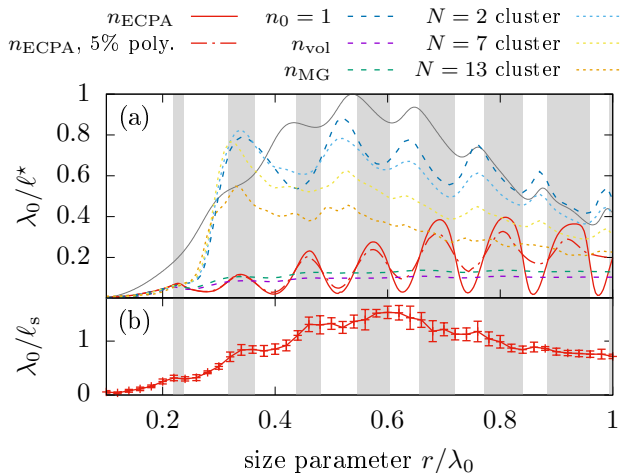 n_ECPA n_0 = 1 N = 2 cluster
n_ECPA, 5% poly. n_vol N = 7 cluster
n_MG N = 13 cluster
(a)
λ_0/ℓ⋆
1
0.8
0.6
0.4
0.2
(b)
λ_0/ℓ_s
1
0
0.2 0.4 0.6 0.8 1
size parameter r/λ_0